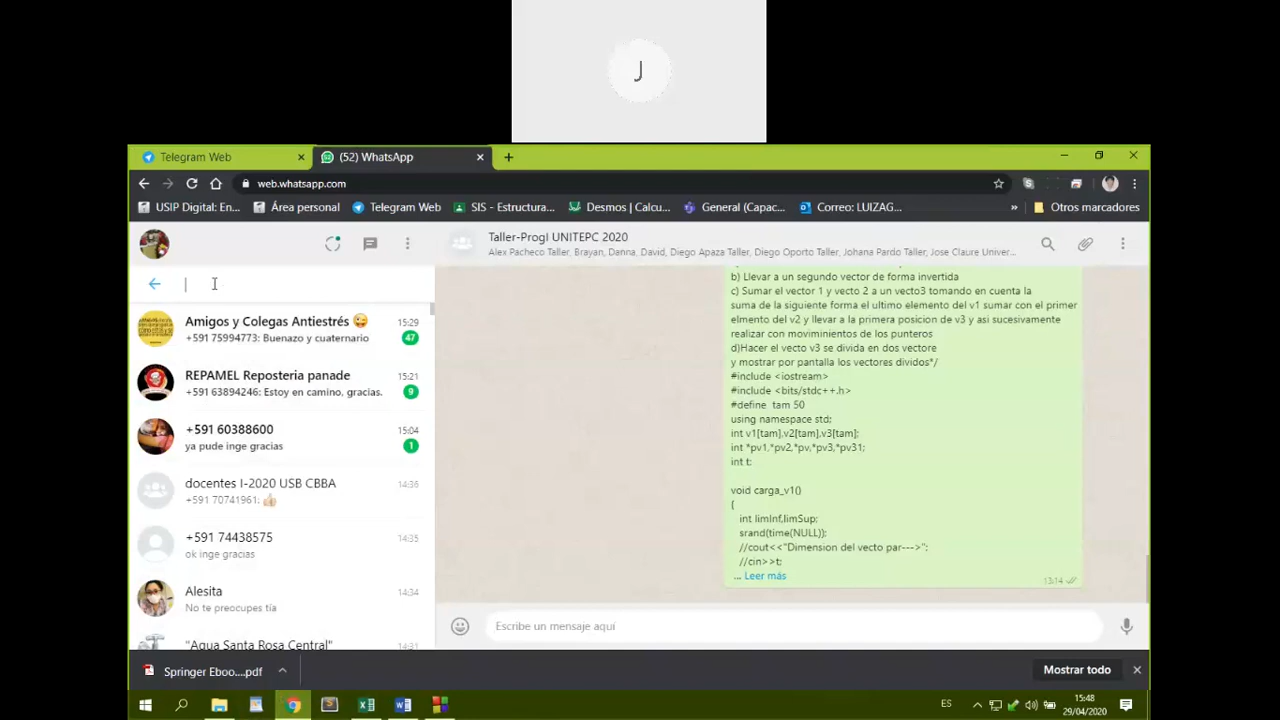 J
Telegram Web
(52) WhatsApp
web.whatsapp.com
USIP Digital: En...
Área personal
Telegram Web
SIS - Estructura...
Desmos | Calcu...
General (Capac...
Correo: LUIZAG...
»
Otros marcadores
Taller-ProgI UNITEPC 2020
Alex Pacheco Taller, Brayan, Danna, David, Diego Apaza Taller, Diego Oporto Taller, Johana Pardo Taller, Jose Claure Univer...
Amigos y Colegas Antiestrés 😜
15:29
+591 75994773: Buenazo y cuaternario
47
REPAMEL Reposteria panade
15:21
+591 63894246: Estoy en camino, gracias.
9
+591 60388600
15:04
ya pude inge gracias
1
docentes I-2020 USB CBBA
14:36
+591 70741961: 👍🏼
+591 74438575
14:35
ok inge gracias
Alesita
14:34
No te preocupes tía
"Agua Santa Rosa Central"
14:31
b) Llevar a un segundo vector de forma invertida
c) Sumar el vector 1 y vecto 2 a un vecto3 tomando en cuenta la
suma de la siguiente forma el ultimo elemento del v1 sumar con el primer
elmento del v2 y llevar a la primera posicion de v3 y asi sucesivamente
realizar con moviminientos de los punteros
d)Hacer el vecto v3 se divida en dos vectore
y mostrar por pantalla los vectores dividos*/
#include <iostream>
#include <bits/stdc++.h>
#define  tam 50
using namespace std;
int v1[tam],v2[tam],v3[tam];
int *pv1,*pv2,*pv,*pv3,*pv31;
int t;
void carga_v1()
{
int limInf,limSup;
srand(time(NULL));
//cout<<"Dimension del vecto par--->";
//cin>>t;
... Leer más
13:14
Escribe un mensaje aquí
Springer Eboo....pdf
Mostrar todo
ES
15:48
29/04/2020